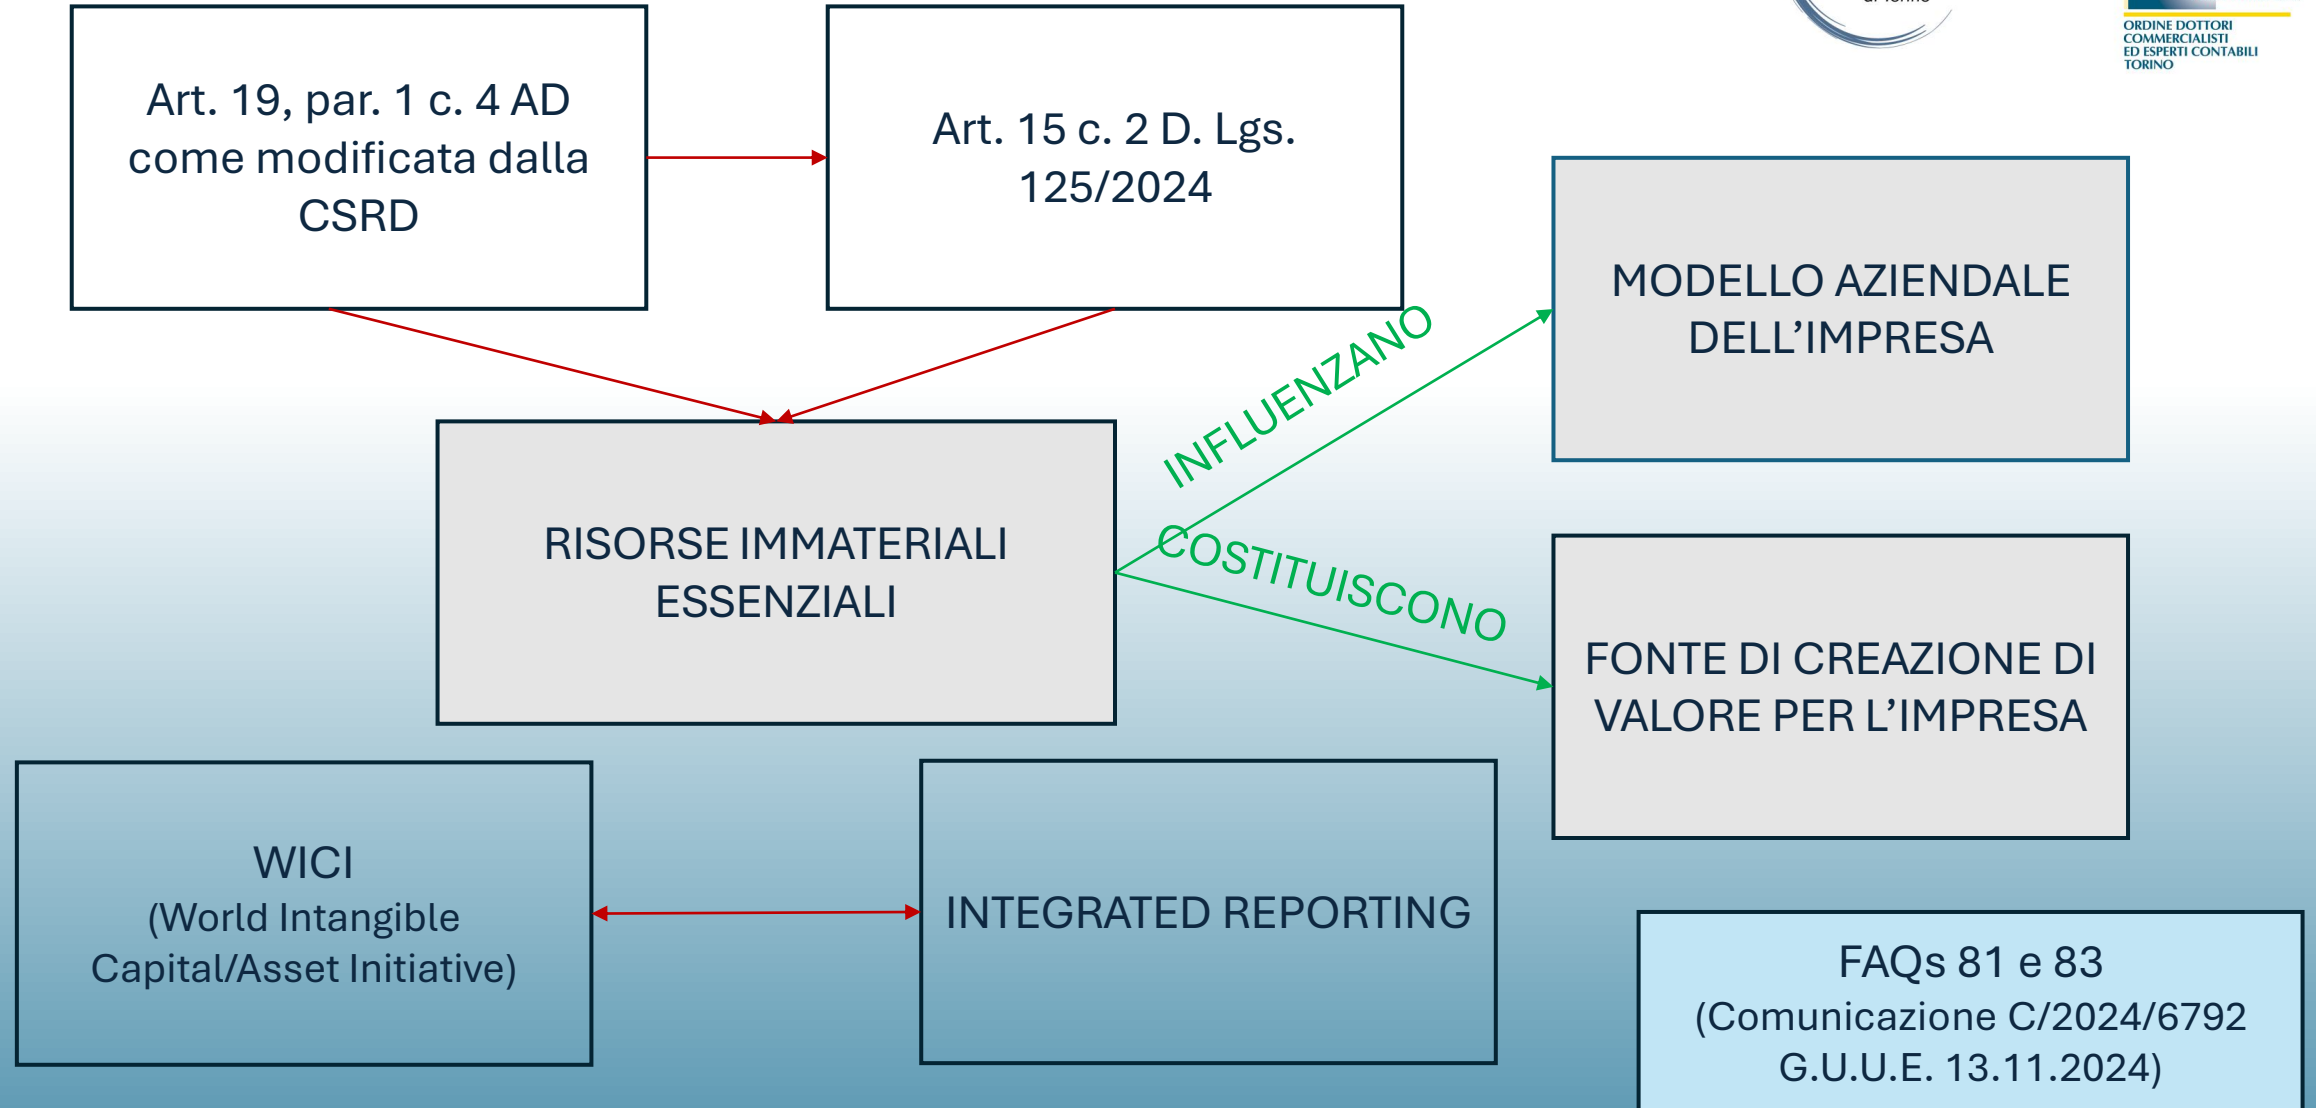 ORDINE DOTTORI
COMMERCIALISTI
ED ESPERTI CONTABILI
TORINO
Art. 19, par. 1 c. 4 AD
come modificata dalla
CSRD
Art. 15 c. 2 D. Lgs.
125/2024
MODELLO AZIENDALE
DELL’IMPRESA
INFLUENZANO
RISORSE IMMATERIALI
ESSENZIALI
COSTITUISCONO
FONTE DI CREAZIONE DI
VALORE PER L’IMPRESA
WICI
(World Intangible
Capital/Asset Initiative)
INTEGRATED REPORTING
FAQs 81 e 83
(Comunicazione C/2024/6792
G.U.U.E. 13.11.2024)